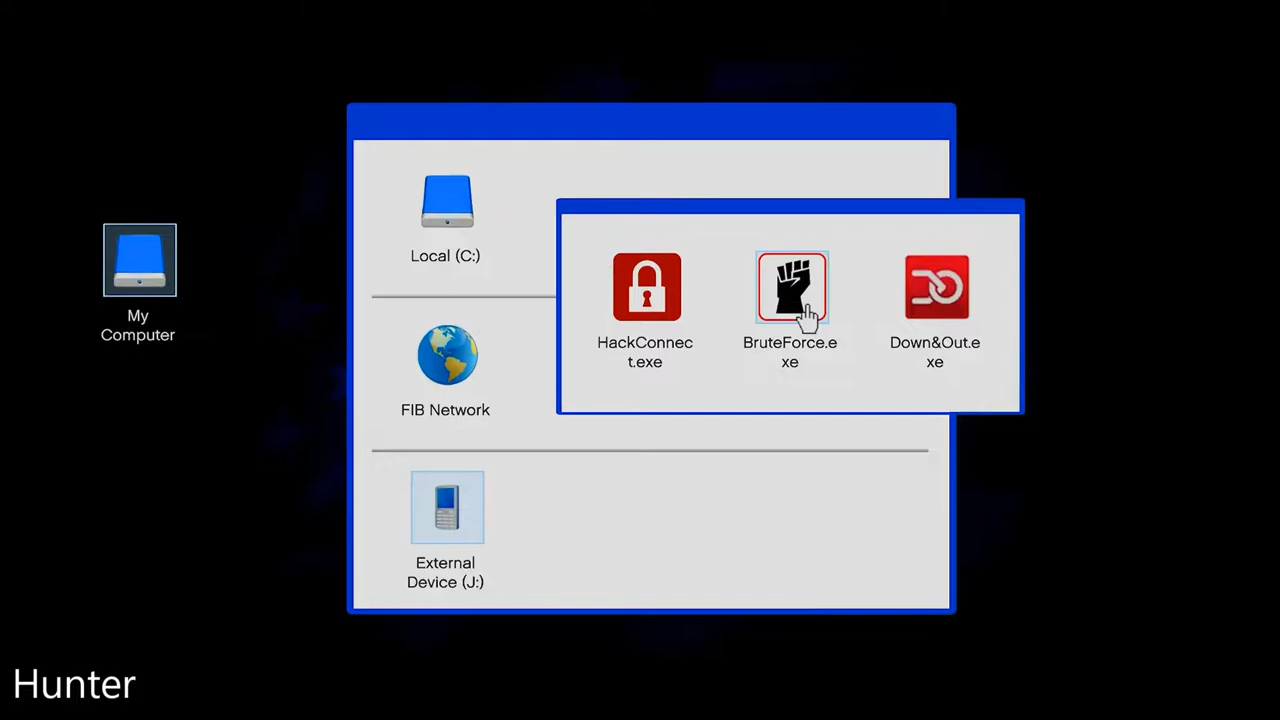 Local (C:)
My
Computer
HackConnec
t.exe
BruteForce.e
xe
Down&Out.e
xe
FIB Network
External
Device (J:)
Hunter